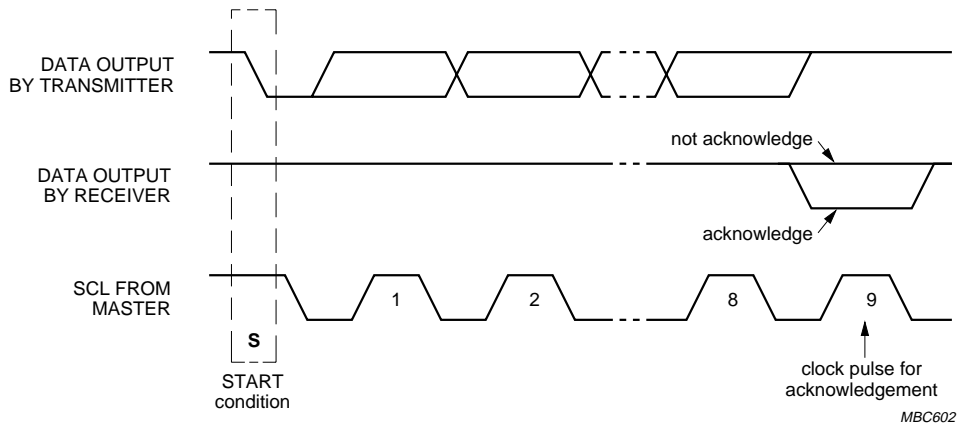 DATA OUTPUT
BY TRANSMITTER
not acknowledge
DATA OUTPUT
BY RECEIVER
acknowledge
SCL FROM
MASTER
1
2
8
9
S
START
condition
clock pulse for
acknowledgement
MBC602